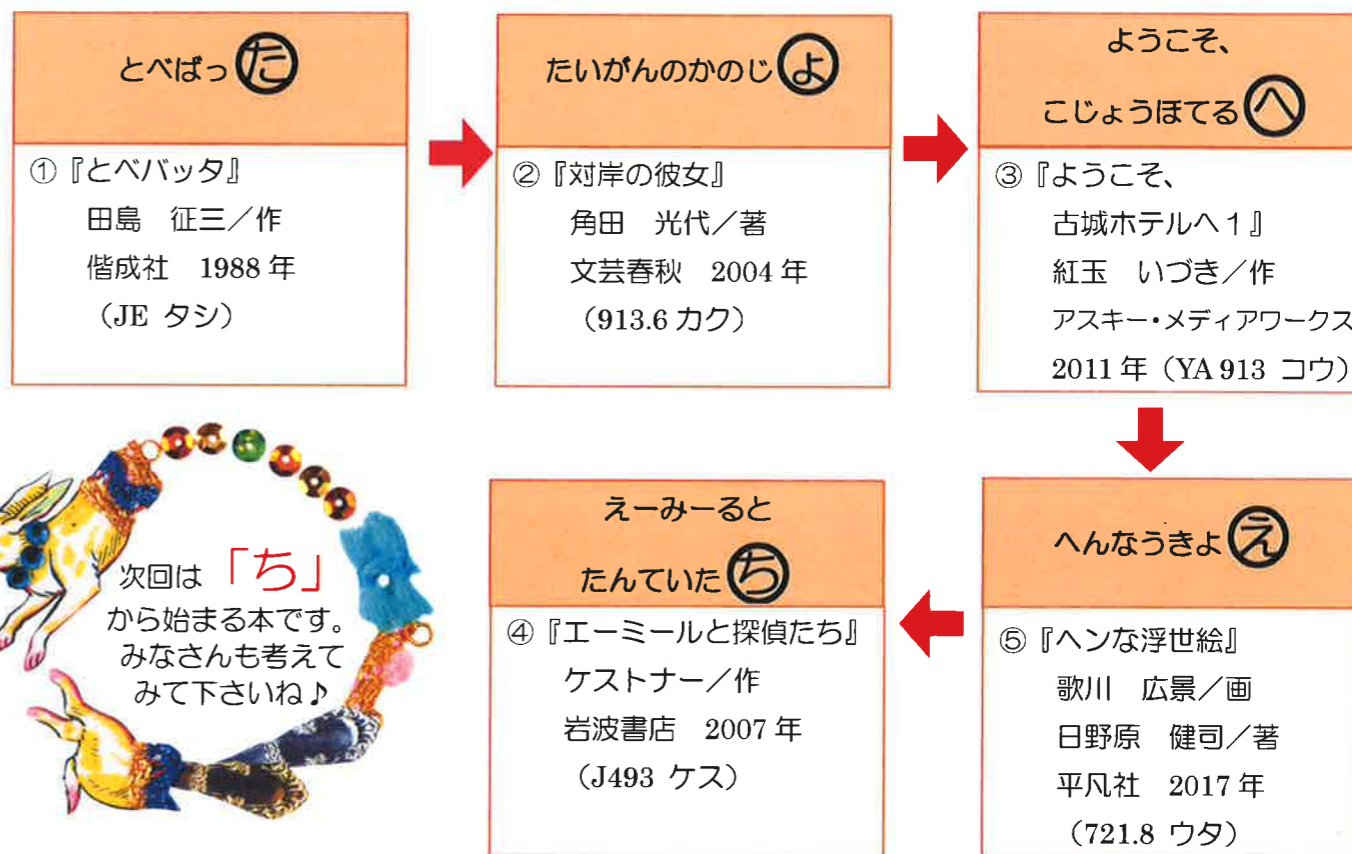 とべばった
①『とべバッタ』
田島 征三／作
偕成社 1988年
（JE タシ）
たいがんのかのじよ
②『対岸の彼女』
角田 光代／著
文芸春秋 2004年
（913.6 カク）
ようこそ、
こじょうほてるへ
③『ようこそ、
古城ホテルへ1』
紅玉 いづき／作
アスキー・メディアワークス
2011年（YA 913 コウ）
へんなうきよえ
⑤『ヘンな浮世絵』
歌川 広景／画
日野原 健司／著
平凡社 2017年
（721.8 ウタ）
えーみーると
たんていたち
④『エーミールと探偵たち』
ケストナー／作
岩波書店 2007年
（J493 ケス）
次回は「ち」
から始まる本です。
みなさんも考えて
みて下さいね♪